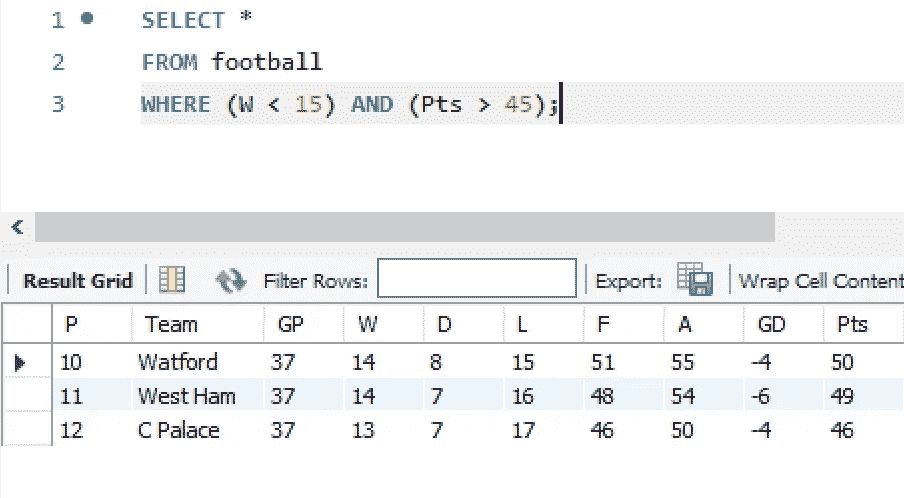 1 SELECT *
2 FROM football
3 WHERE (W < 15) AND (Pts > 45);
Result Grid Filter Rows: Export: Wrap Cell Content
P Team GP W D L F A GD Pts
10 Watford 37 14 8 15 51 55 -4 50
11 West Ham 37 14 7 16 48 54 -6 49
12 C Palace 37 13 7 17 46 50 -4 46